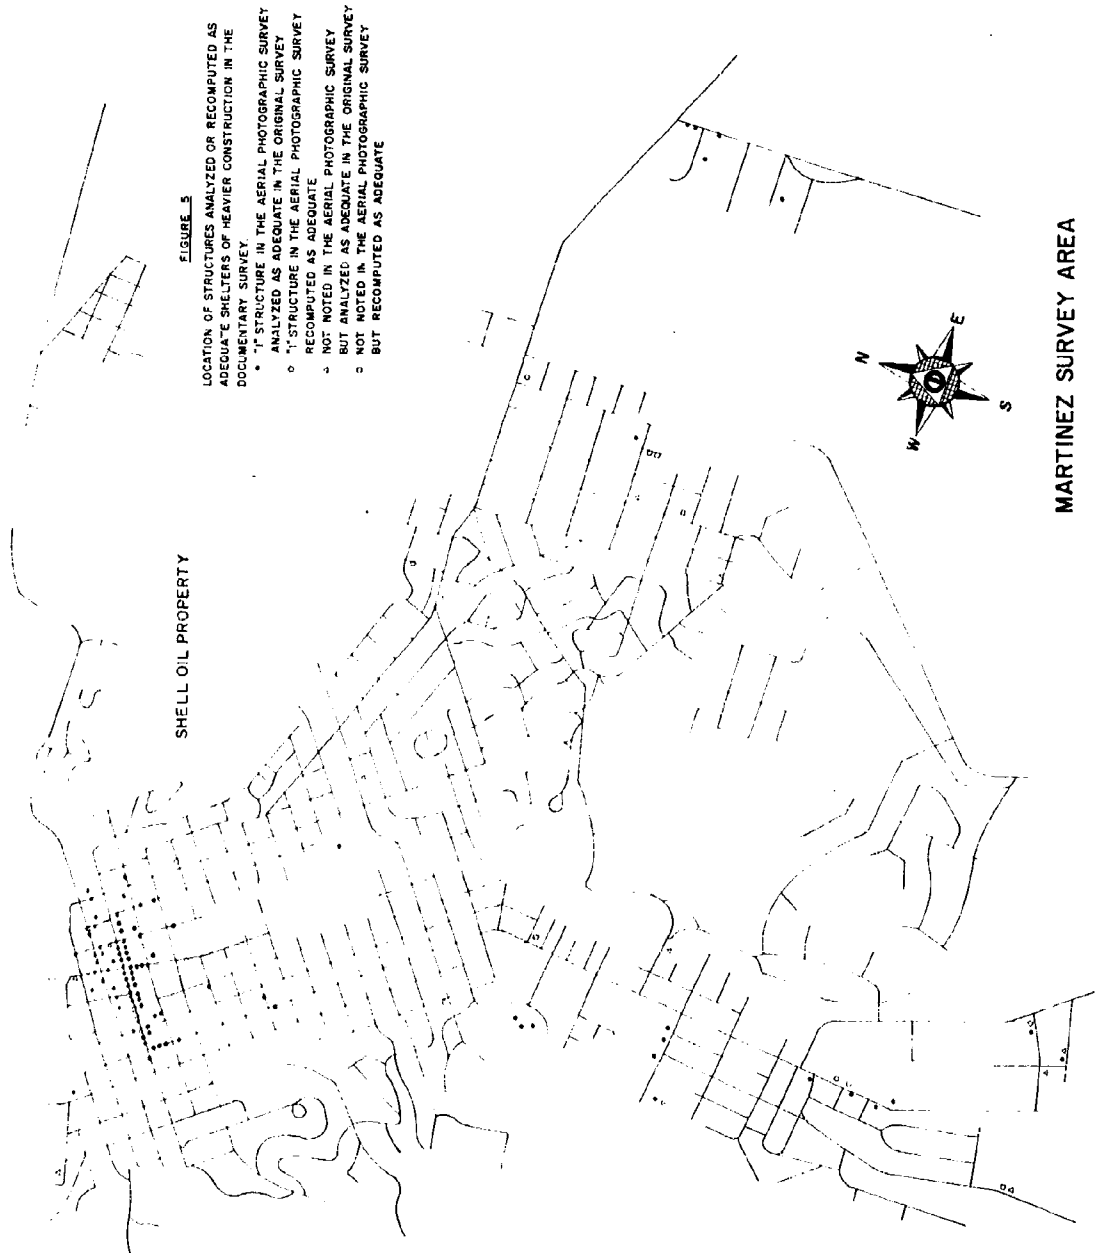 FIGURE 5
LOCATION OF STRUCTURES ANALYZED OR RECOMPUTED AS
ADEQUATE SHELTERS OF HEAVIER CONSTRUCTION IN THE
DOCUMENTARY SURVEY.
• "I" STRUCTURE IN THE AERIAL PHOTOGRAPHIC SURVEY
ANALYZED AS ADEQUATE IN THE ORIGINAL SURVEY
○ "I" STRUCTURE IN THE AERIAL PHOTOGRAPHIC SURVEY
RECOMPUTED AS ADEQUATE
△ NOT NOTED IN THE AERIAL PHOTOGRAPHIC SURVEY
BUT ANALYZED AS ADEQUATE IN THE ORIGINAL SURVEY
□ NOT NOTED IN THE AERIAL PHOTOGRAPHIC SURVEY
BUT RECOMPUTED AS ADEQUATE
SHELL OIL PROPERTY
N
W
E
S
MARTINEZ SURVEY AREA